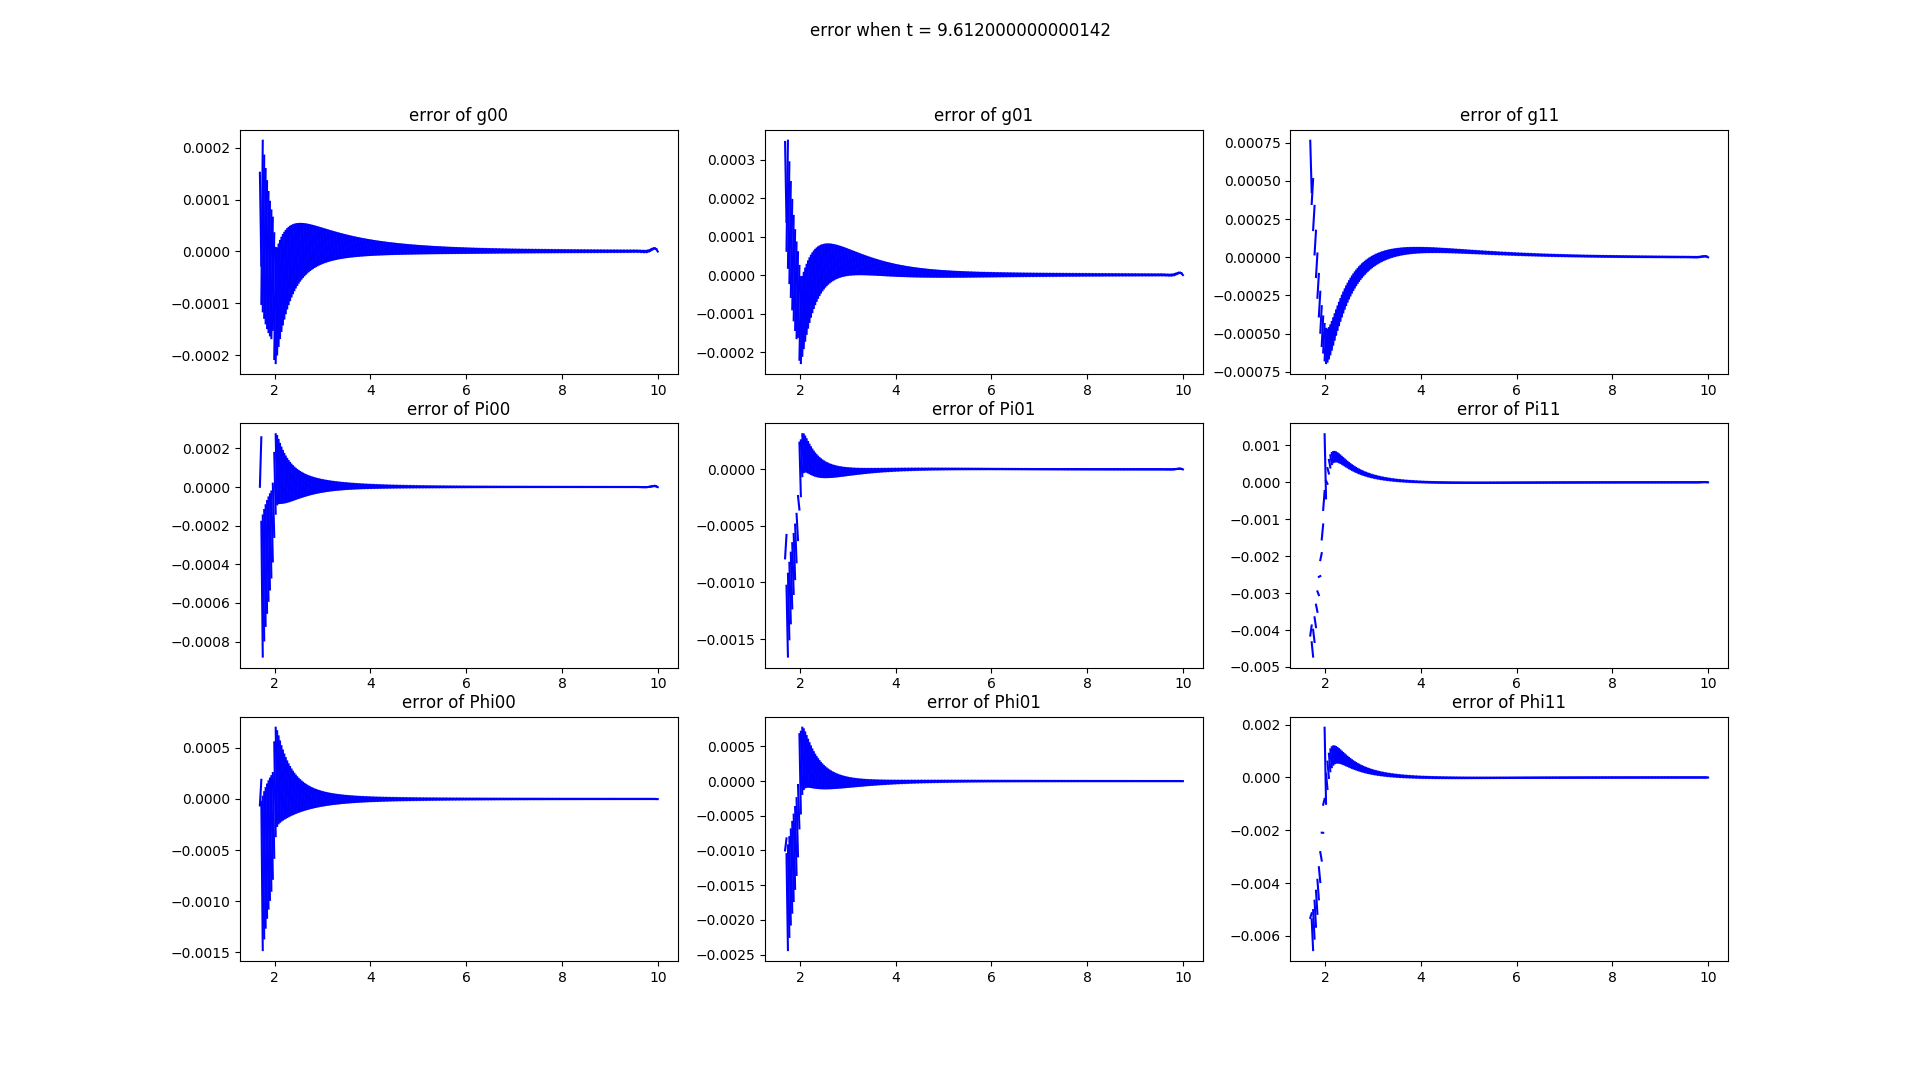 error when t = 9.612000000000142
error of g00
error of g01
error of g11
0.0002
0.0001
0.0000
−0.0001
−0.0002
2 4 6 8 10
0.0003
0.0002
0.0001
0.0000
−0.0001
−0.0002
2 4 6 8 10
0.00075
0.00050
0.00025
0.00000
−0.00025
−0.00050
−0.00075
2 4 6 8 10
error of Pi00
error of Pi01
error of Pi11
0.0002
0.0000
−0.0002
−0.0004
−0.0006
−0.0008
2 4 6 8 10
0.0000
−0.0005
−0.0010
−0.0015
2 4 6 8 10
0.001
0.000
−0.001
−0.002
−0.003
−0.004
−0.005
2 4 6 8 10
error of Phi00
error of Phi01
error of Phi11
0.0005
0.0000
−0.0005
−0.0010
−0.0015
2 4 6 8 10
0.0005
0.0000
−0.0005
−0.0010
−0.0015
−0.0020
−0.0025
2 4 6 8 10
0.002
0.000
−0.002
−0.004
−0.006
2 4 6 8 10